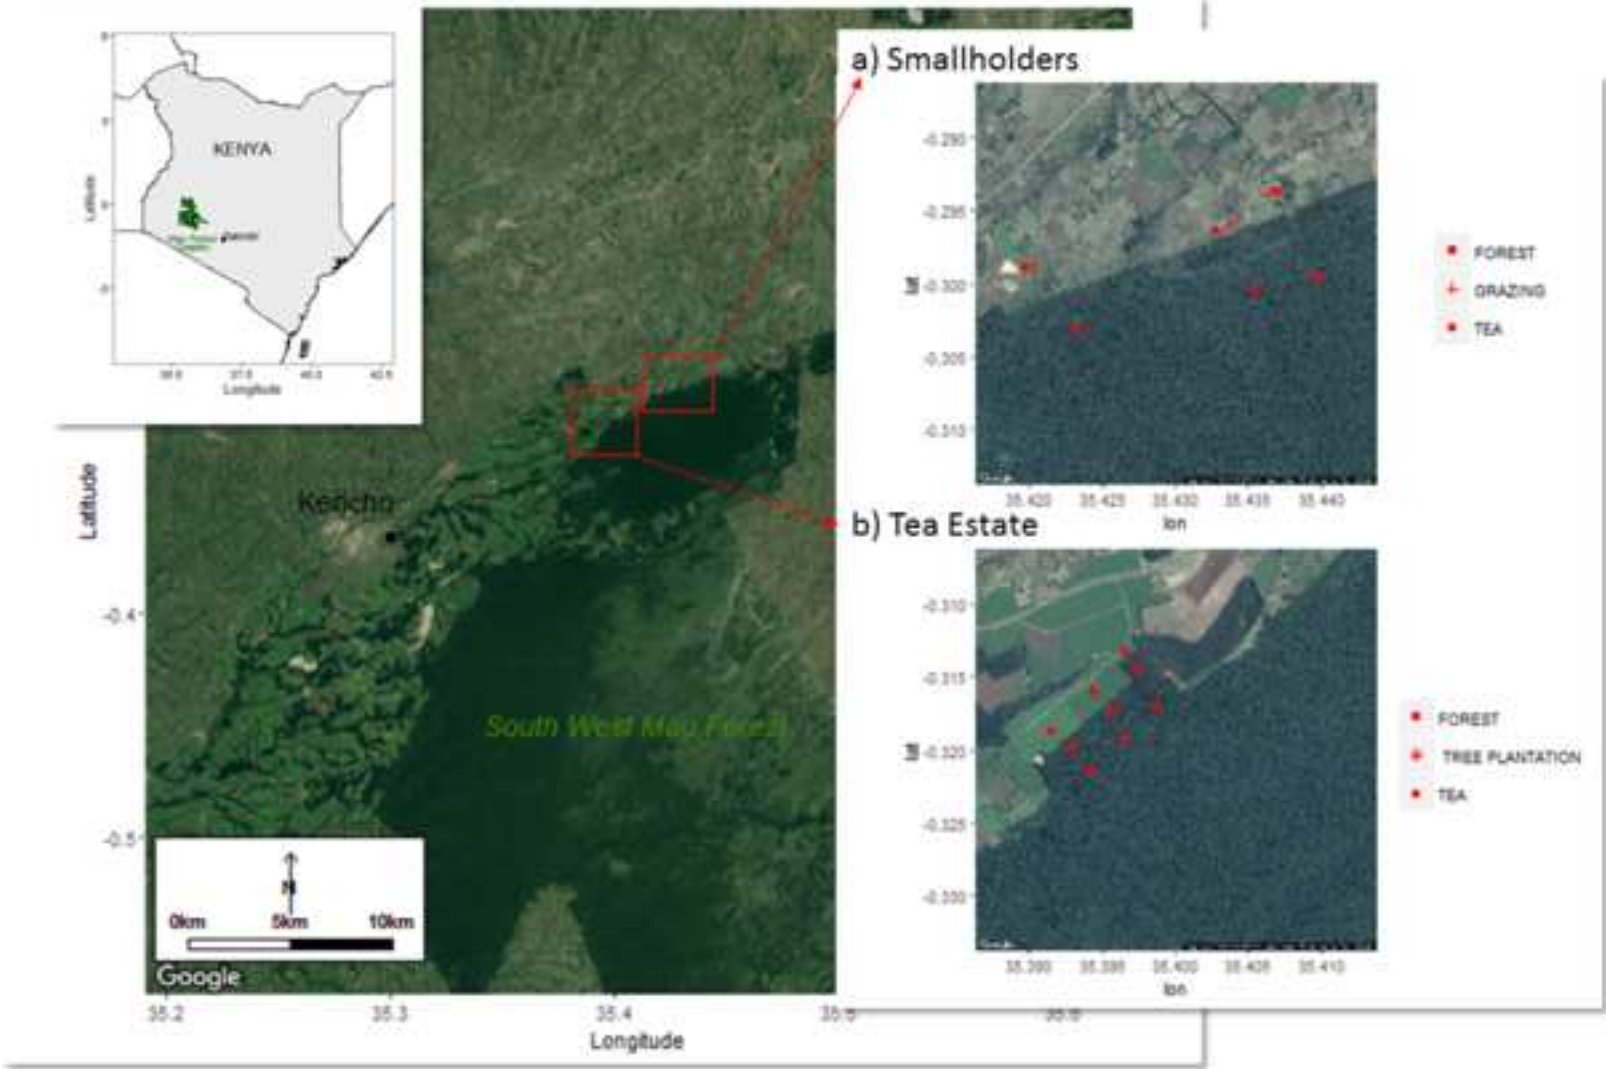 KENYA
Latitude
Longitude
Latitude
Kericho
South West Mau Forest
-0.4
-0.5
N
0km 5km 10km
Google
35.2 35.3 35.4 35.5 35.6
Longitude
a) Smallholders
-0.290
-0.295
-0.300
-0.305
-0.310
lat
35.420 35.425 35.430 35.435 35.440
lon
FOREST
GRAZING
TEA
b) Tea Estate
-0.310
-0.315
-0.320
-0.325
-0.330
lat
35.390 35.395 35.400 35.405 35.410
lon
FOREST
TREE PLANTATION
TEA